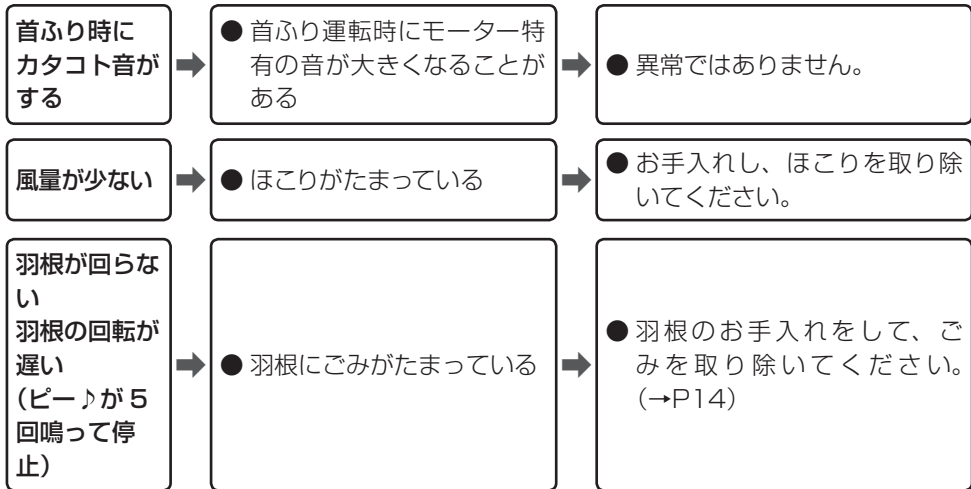 首ふり時に
カタコト音が
する
● 首ふり運転時にモーター特
有の音が大きくなることが
ある
● 異常ではありません。
風量が少ない
● ほこりがたまっている
● お手入れし、ほこりを取り除
いてください。
羽根が回らな
い
羽根の回転が
遅い
(ピー♪が 5
回鳴って停
止)
● 羽根にごみがたまっている
● 羽根のお手入れをして、ご
みを取り除いてください。
(→P14)